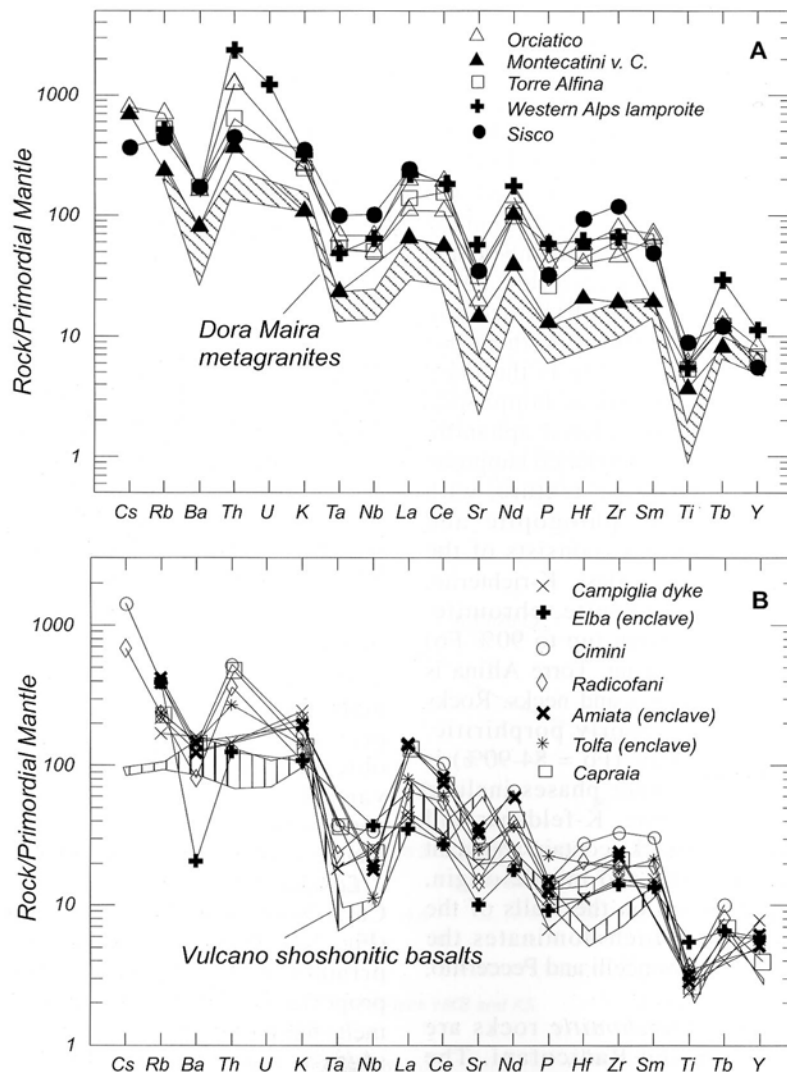 A
Orciatico
Montecatini v. C.
Torre Alfina
Western Alps lamproite
Sisco
1000
100
10
1
Rock/Primordial Mantle
Dora Maira
metagranites
Cs Rb Ba Th U K Ta Nb La Ce Sr Nd P Hf Zr Sm Ti Tb Y
B
Campiglia dyke
Elba (enclave)
Cimini
Radicofani
Amiata (enclave)
Tolfa (enclave)
Capraia
1000
100
10
1
Rock/Primordial Mantle
Vulcano shoshonitic basalts
Cs Rb Ba Th U K Ta Nb La Ce Sr Nd P Hf Zr Sm Ti Tb Y